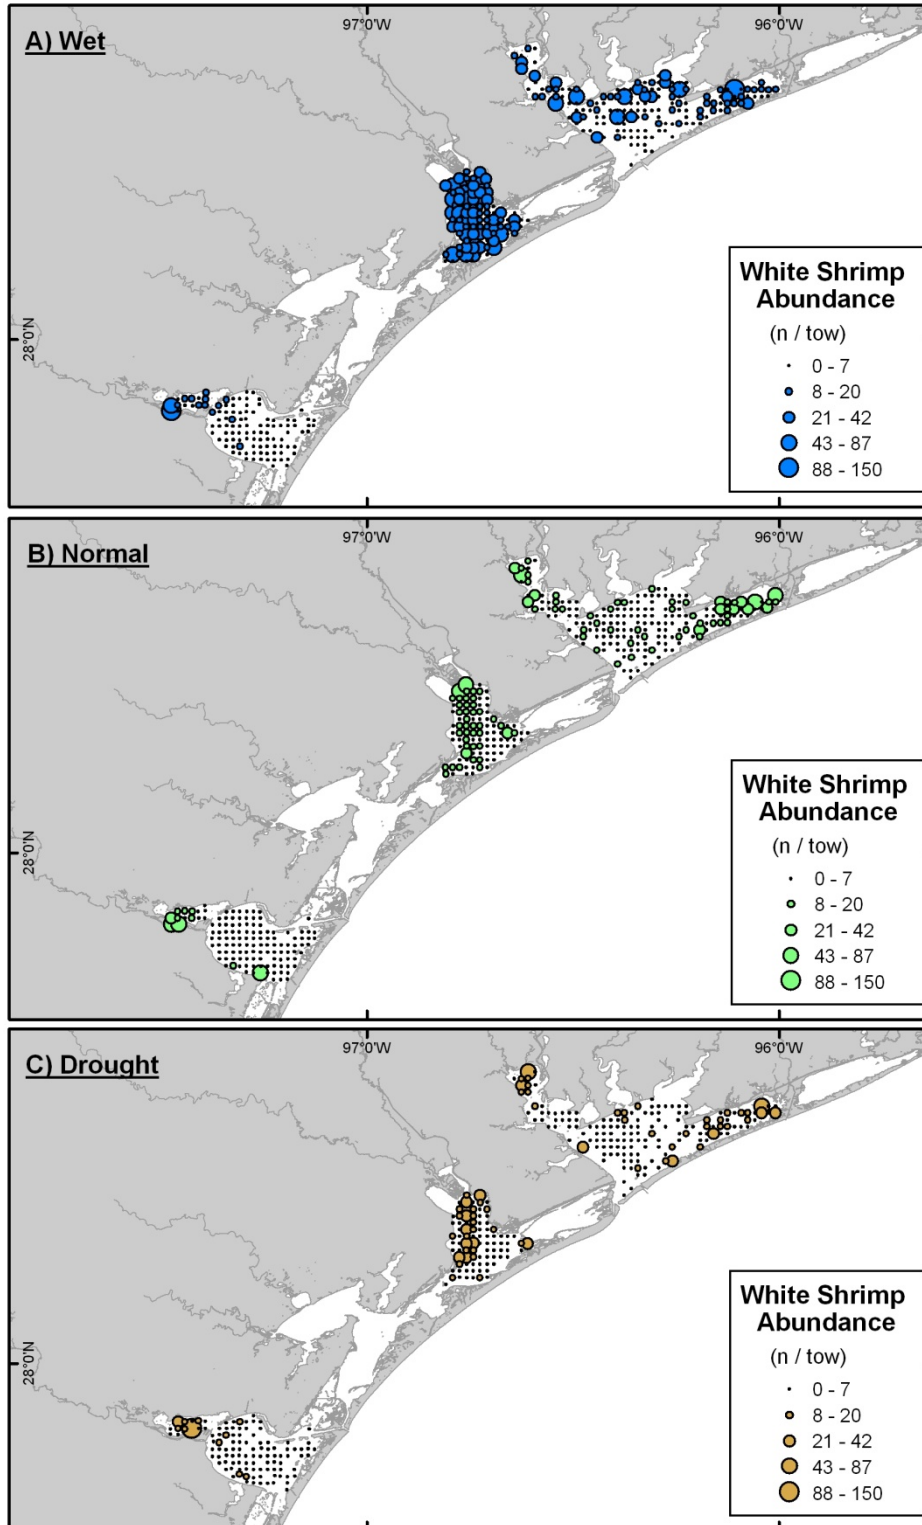 A) Wet
97°0'W
96°0'W
28°0'N
White Shrimp
Abundance
(n / tow)
0 - 7
8 - 20
21 - 42
43 - 87
88 - 150
B) Normal
97°0'W
96°0'W
28°0'N
White Shrimp
Abundance
(n / tow)
0 - 7
8 - 20
21 - 42
43 - 87
88 - 150
C) Drought
97°0'W
96°0'W
28°0'N
White Shrimp
Abundance
(n / tow)
0 - 7
8 - 20
21 - 42
43 - 87
88 - 150